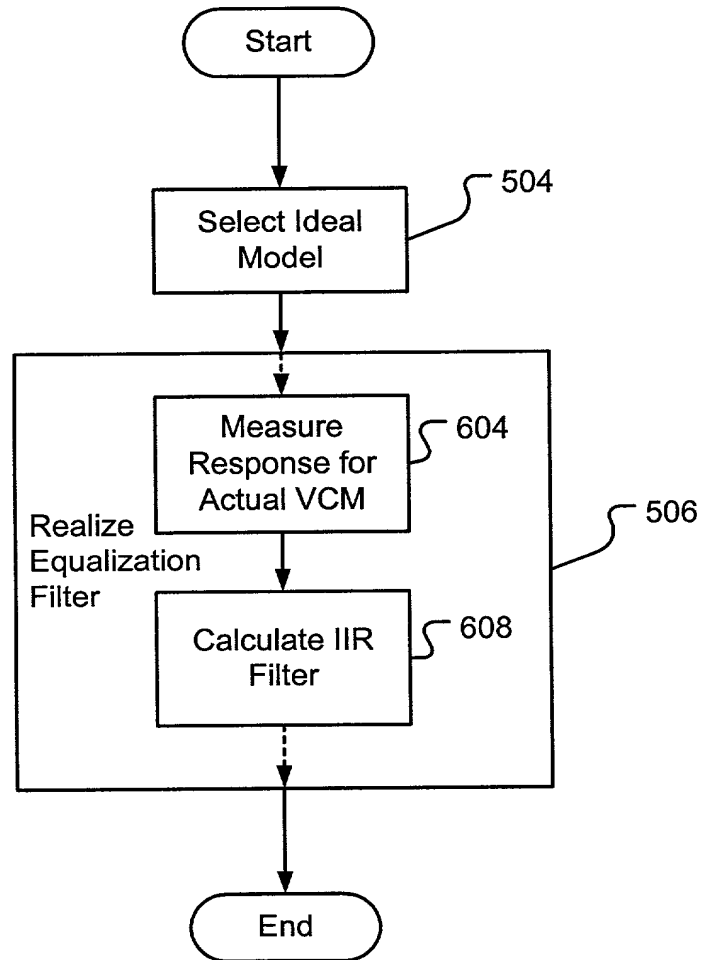 Start
504
Select Ideal
Model
Measure
Response for
Actual VCM
604
506
Realize
Equalization
Filter
608
Calculate IIR
Filter
End